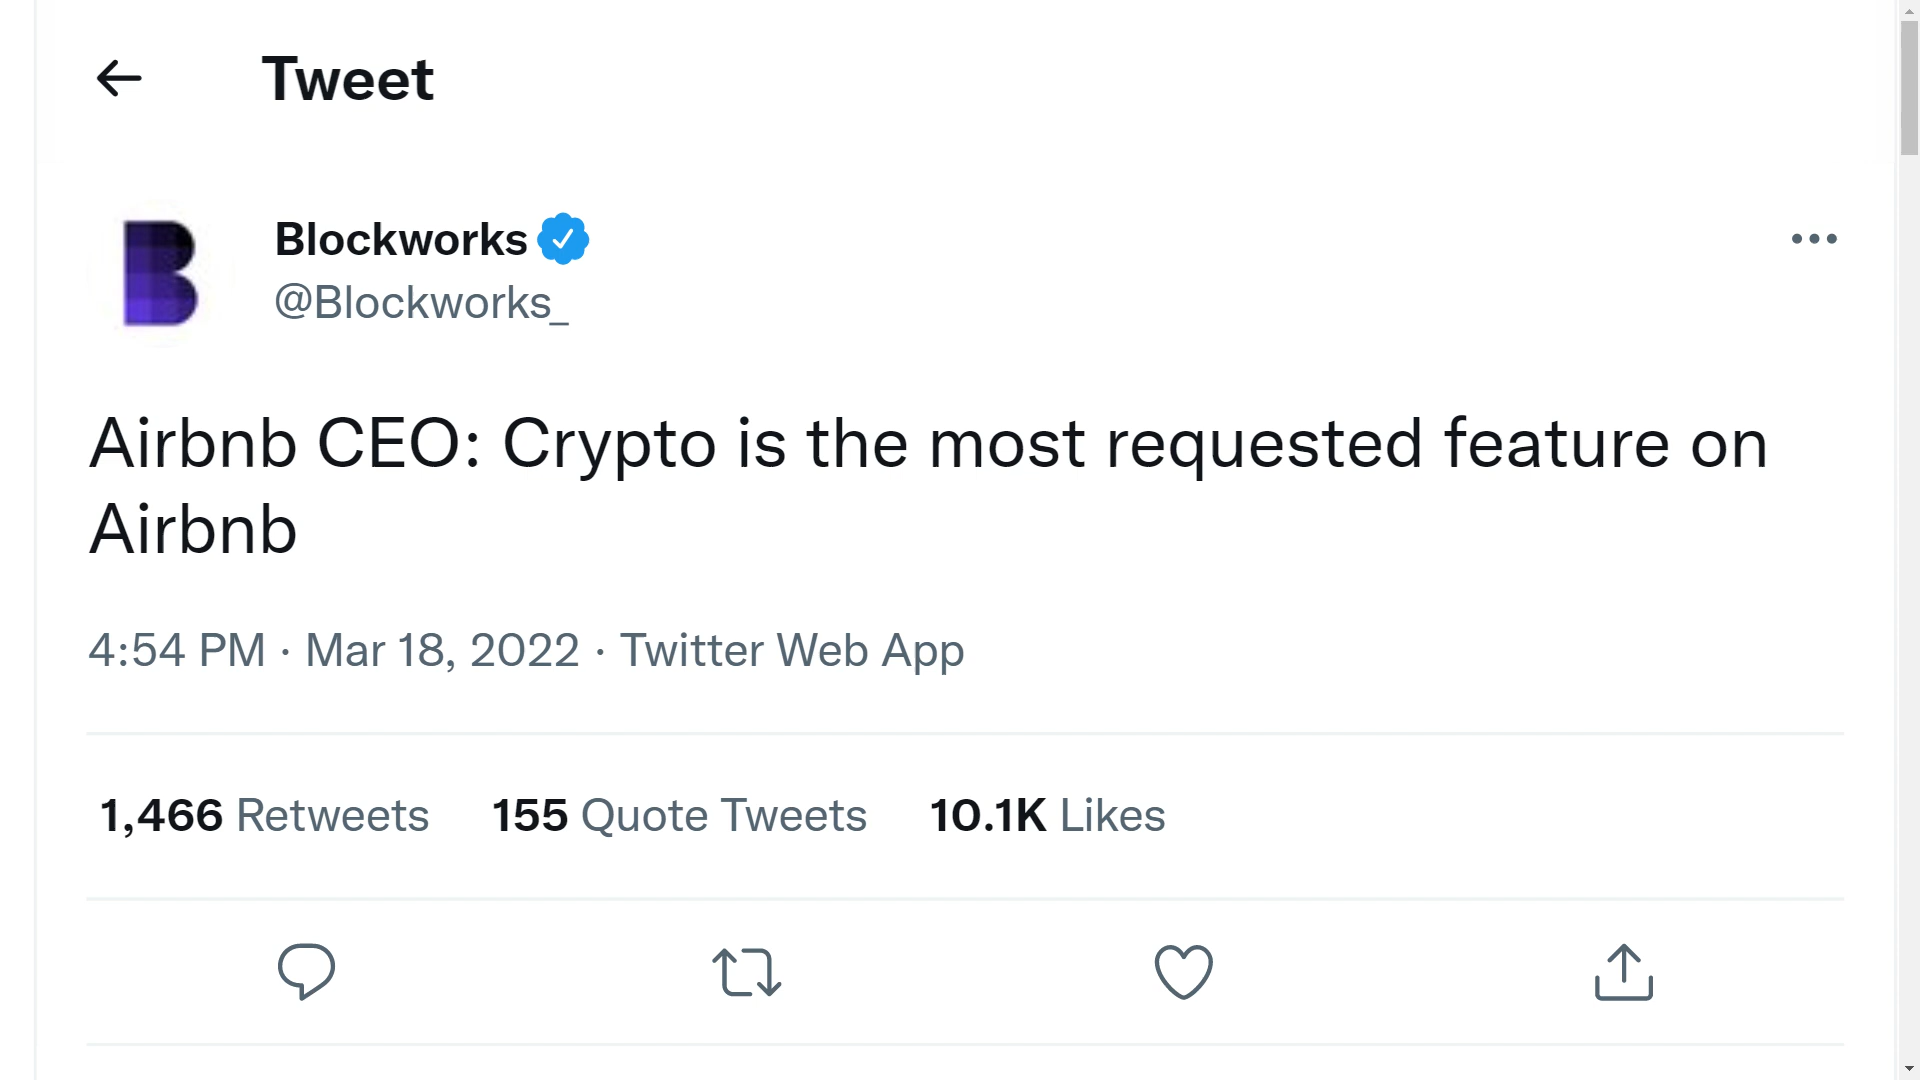 Tweet
Blockworks
@Blockworks_
Airbnb CEO: Crypto is the most requested feature on
Airbnb
4:54 PM · Mar 18, 2022 · Twitter Web App
1,466 Retweets 155 Quote Tweets 10.1K Likes